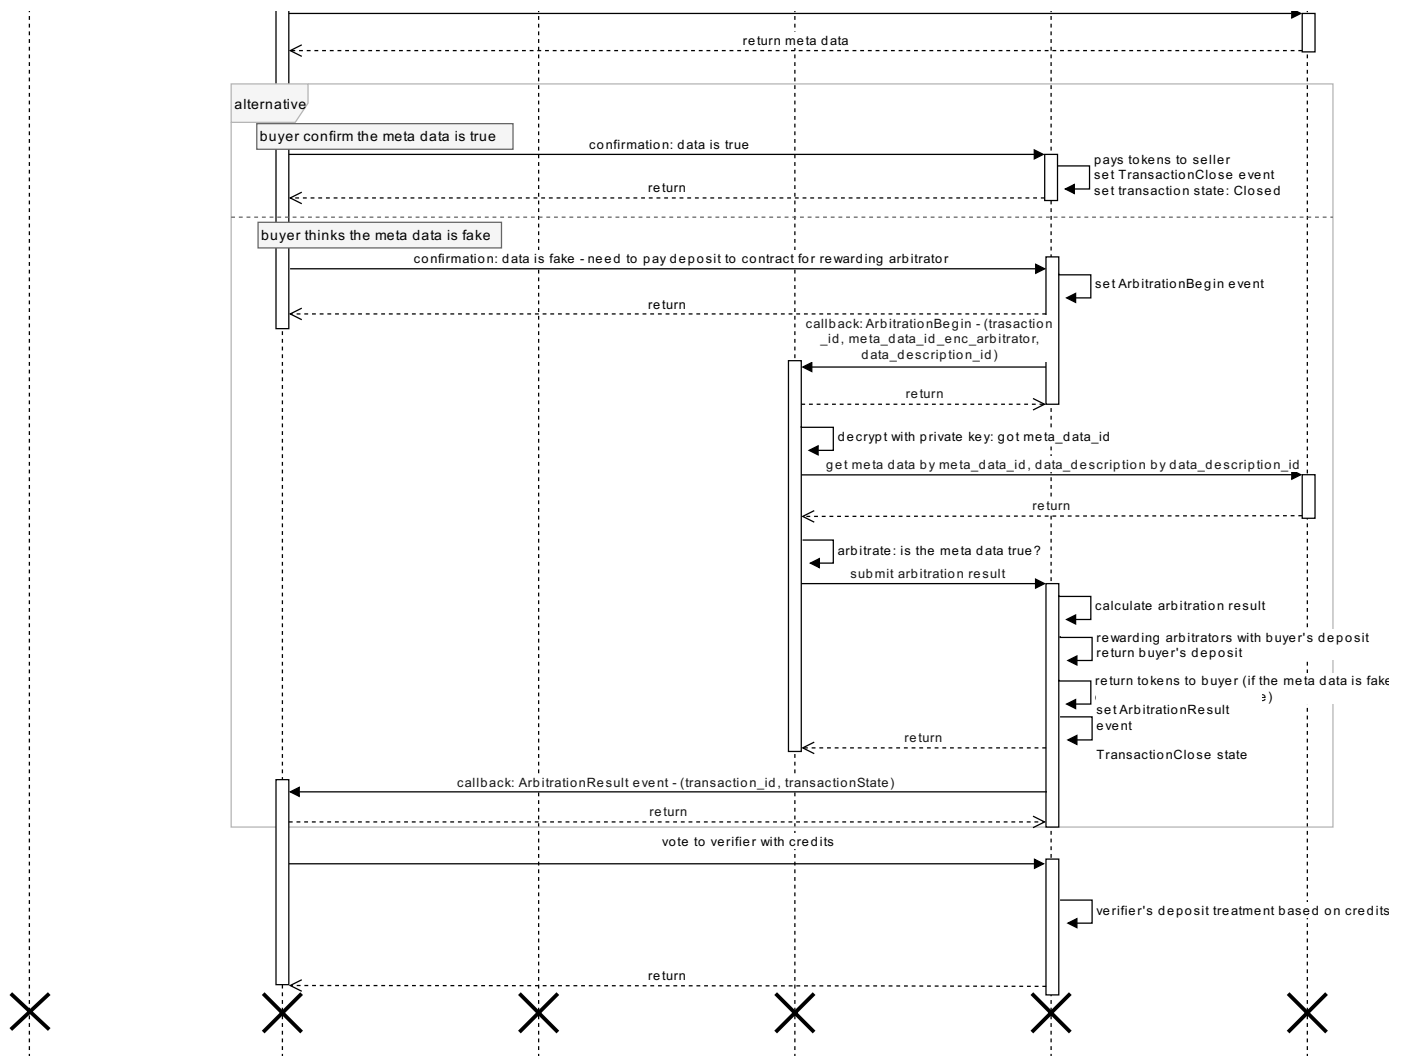 return meta data
alternative
buyer confirm the meta data is true
confirmation: data is true
pays tokens to seller
set TransactionClose event
set transaction state: Closed
return
buyer thinks the meta data is fake
confirmation: data is fake - need to pay deposit to contract for rewarding arbitrator
set ArbitrationBegin event
return
callback: ArbitrationBegin - (trasaction
_id, meta_data_id_enc_arbitrator,
data_description_id)
return
decrypt with private key: got meta_data_id
get meta data by meta_data_id, data_description by data_description_id
return
arbitrate: is the meta data true?
submit arbitration result
calculate arbitration result
rewarding arbitrators with buyer's deposit
return buyer's deposit
return tokens to buyer (if the meta data is fake
e)
set ArbitrationResult
event
return
TransactionClose state
callback: ArbitrationResult event - (transaction_id, transactionState)
return
vote to verifier with credits
verifier's deposit treatment based on credits
return